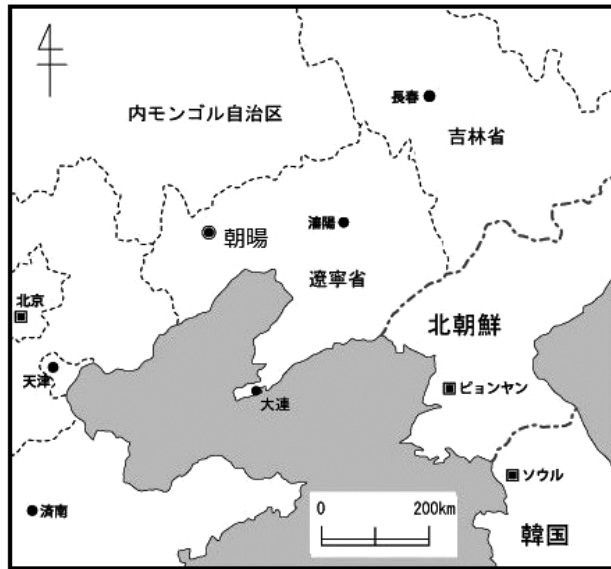 長春
内モンゴル自治区
吉林省
朝陽
瀋陽
遼寧省
北京
北朝鮮
天津
ピョンヤン
大連
ソウル
済南
0 200km
韓国